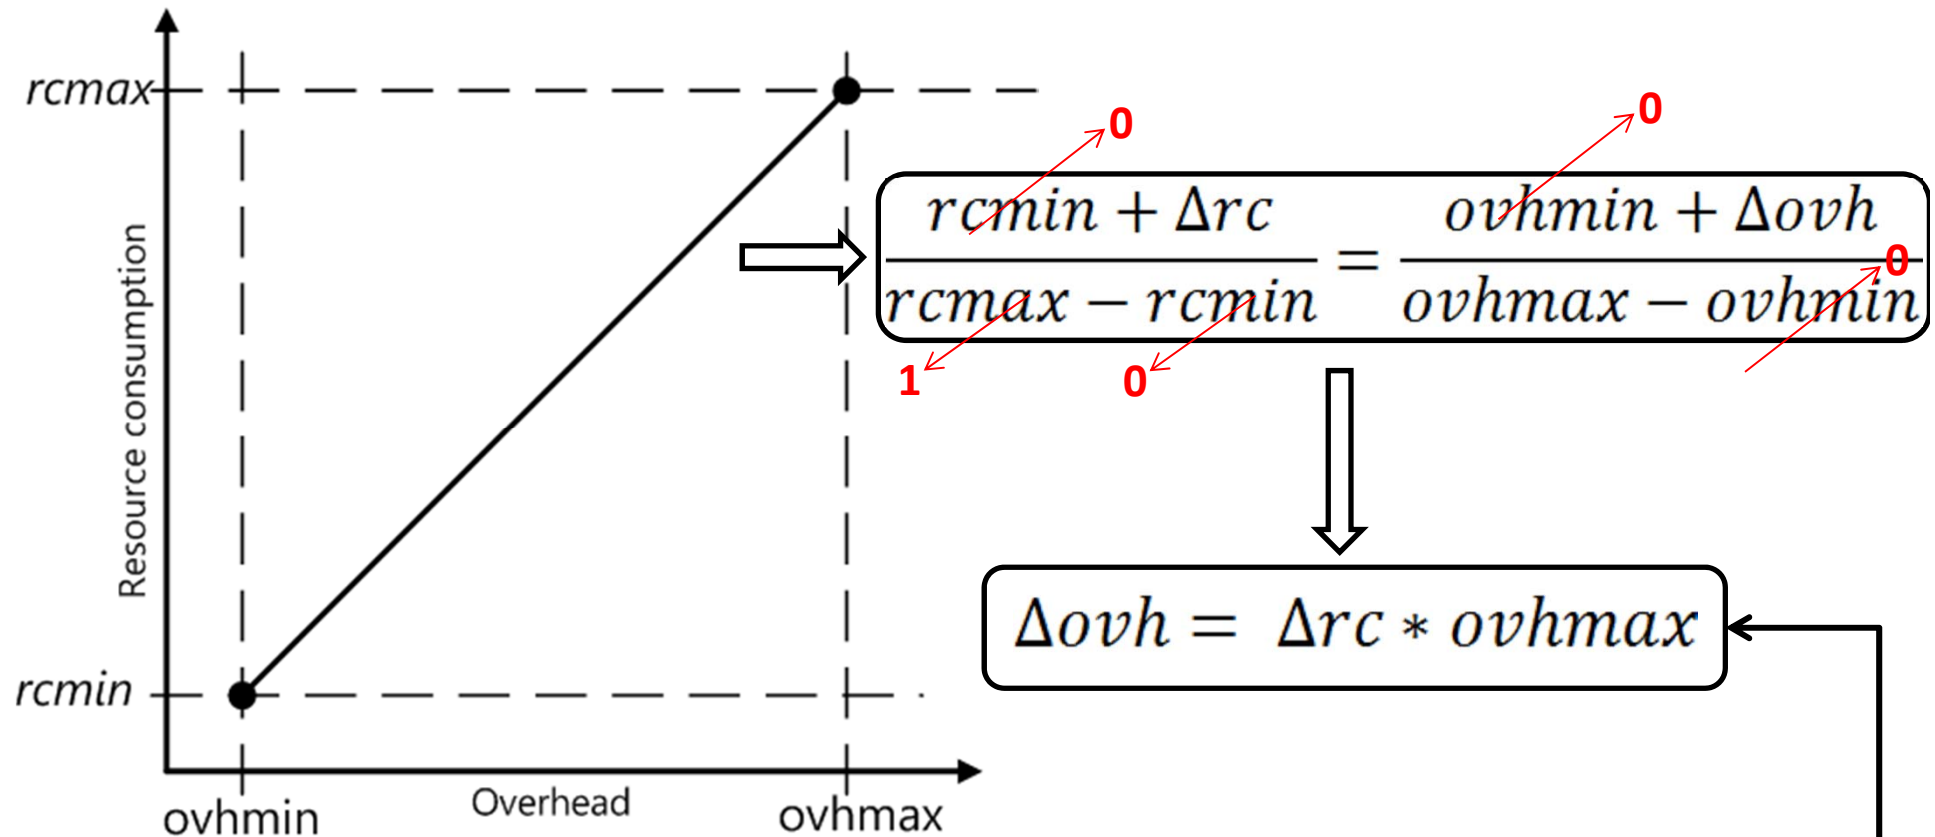 rcmax
0
0
rcmin + Δrc
ovhmin + Δovh
=
0
rcmax − rcmin
ovhmax − ovhmin
1
0
Resource consumption
Δovh = Δrc * ovhmax
rcmin
ovhmin
Overhead
ovhmax